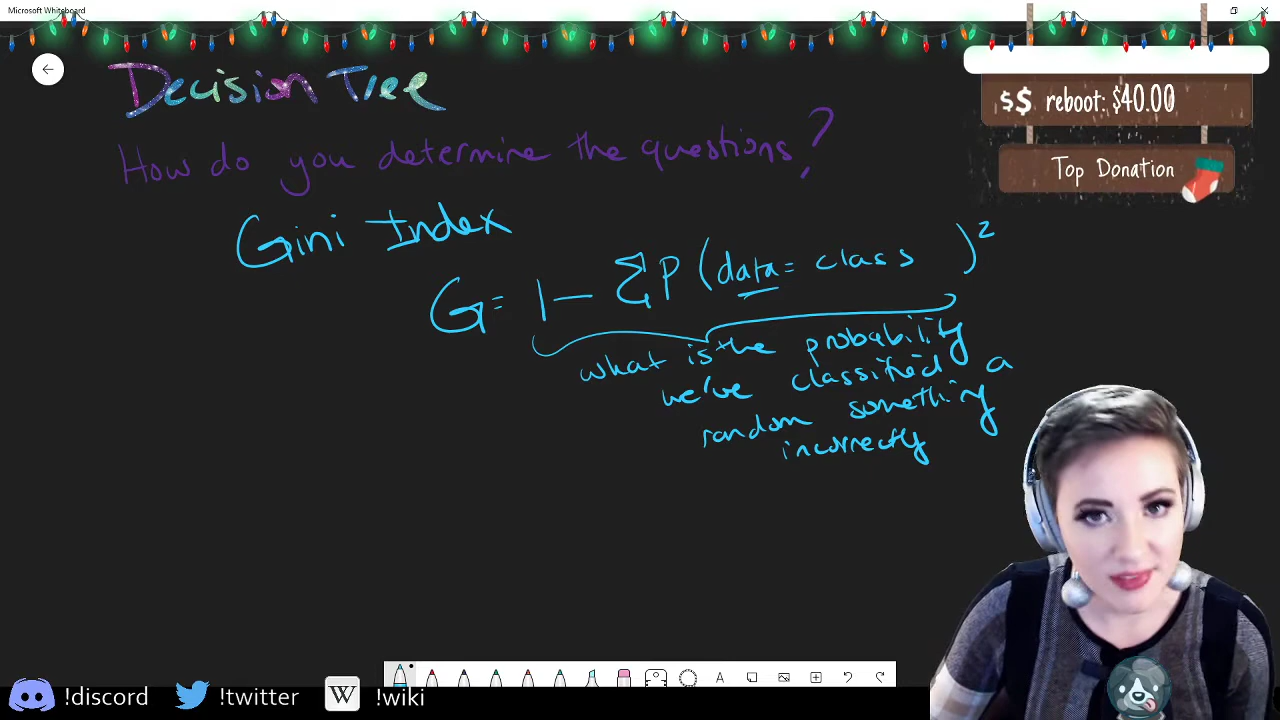 Microsoft Whiteboard
Decision Tree
$$ reboot: $40.00
How do you determine the questions?
Top Donation
Gini Index
G = 1 - Σ P (data = class )²
what is the probability
we've classified a
random something
incorrectly
A
!discord
!twitter
W
!wiki